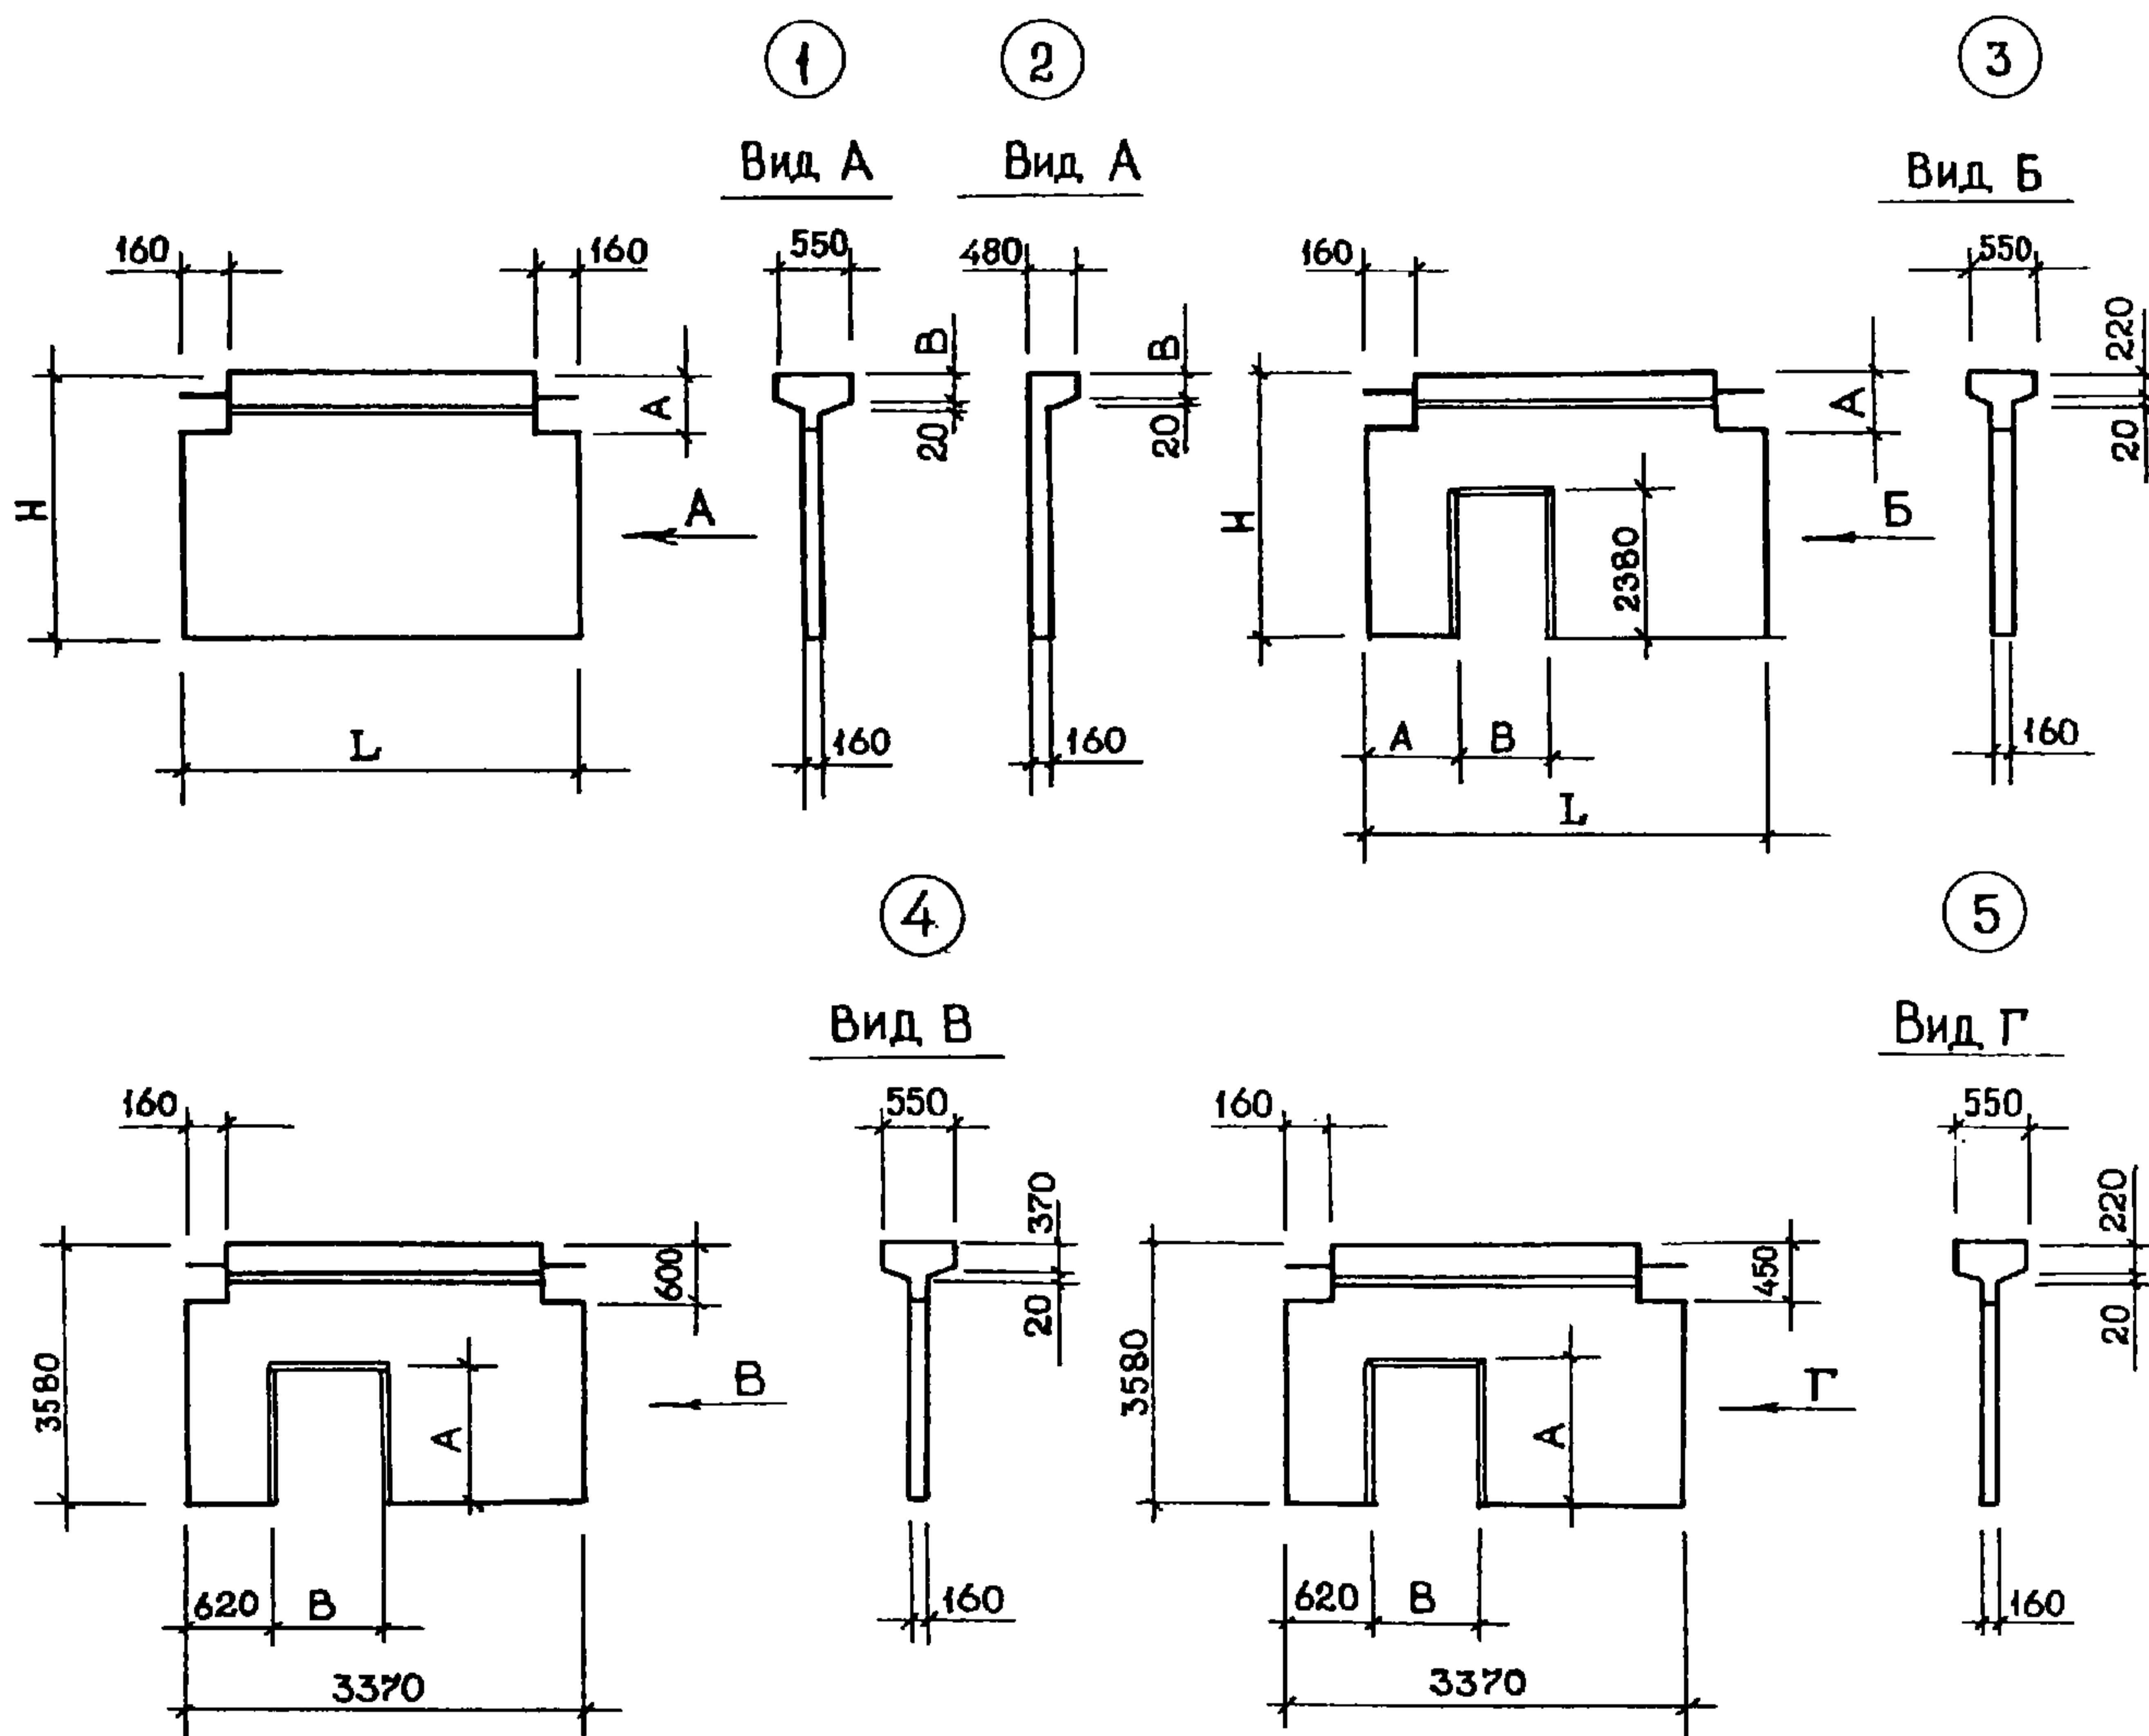 1 2 3
Вид А Вид А Вид Б
160 160 550 480 160 550
В В 220
А 20 20 А 20
Н А Н 2380 Б
160 160 А В 160
L L
4 5
Вид В Вид Г
160 550 160 550
600 370 450 220
20 20
3580 А В 3580 А Г
620 В 160 620 В 160
3370 3370